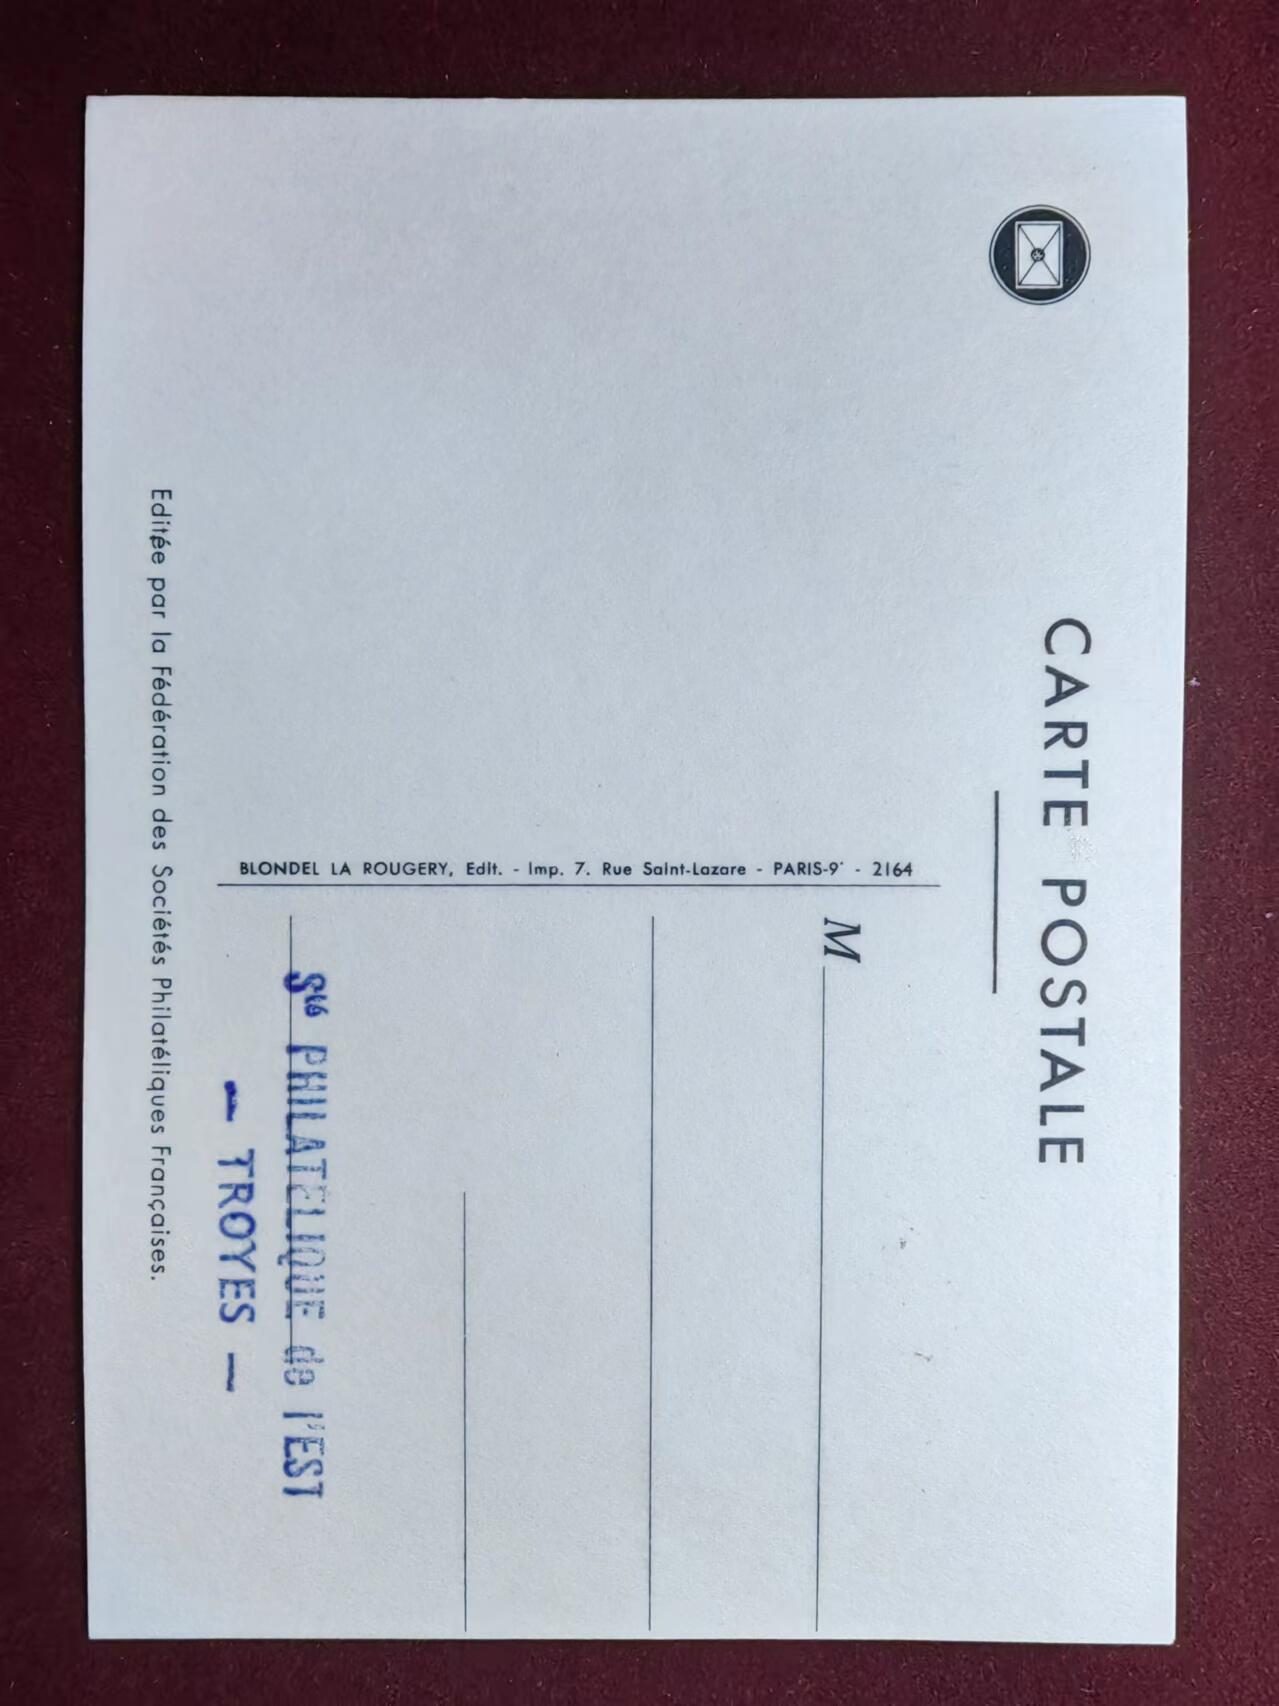 CARTE POSTALE
M
Sté PHILATELIQUE de l'EST
— TROYES —
BLONDEL LA ROUGERY, Edit. - Imp. 7. Rue Saint-Lazare - PARIS-9ᵉ - 2164
Editée par la Fédération des Sociétés Philatéliques Françaises.